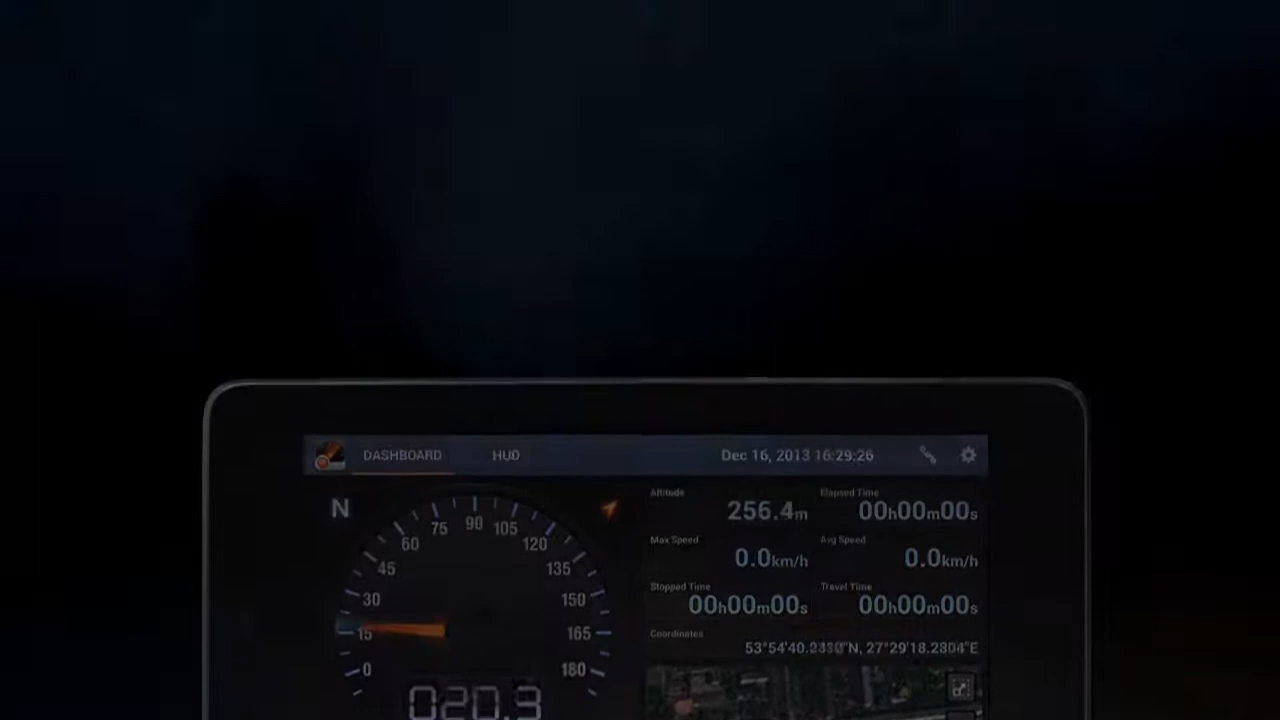 DASHBOARD HUD Dec 16, 2013 16:29:26
N
Altitude
256.4m
Elapsed Time
00h00m00s
Max Speed
0.0km/h
Avg Speed
0.0km/h
Stopped Time
00h00m00s
Travel Time
00h00m00s
Coordinates
27°29'18.2804"E
0
15
30
45
60
75
90
105
120
135
150
165
180
020.3